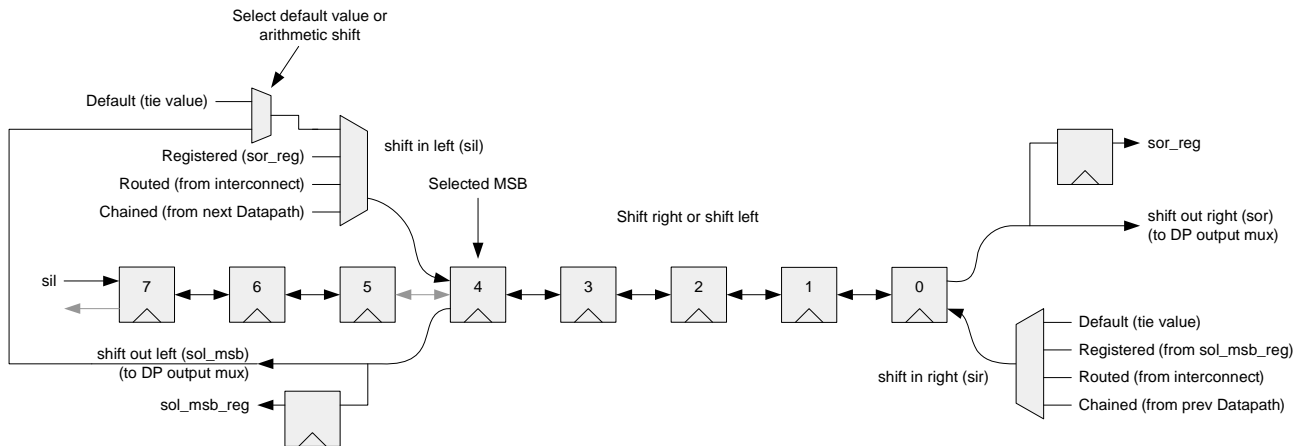 Select default value or
arithmetic shift
Default (tie value)
shift in left (sil)
Registered (sor_reg)
Routed (from interconnect)
Chained (from next Datapath)
Selected MSB
Shift right or shift left
sor_reg
shift out right (sor)
(to DP output mux)
sil
7
6
5
4
3
2
1
0
shift out left (sol_msb)
(to DP output mux)
sol_msb_reg
shift in right (sir)
Default (tie value)
Registered (from sol_msb_reg)
Routed (from interconnect)
Chained (from prev Datapath)